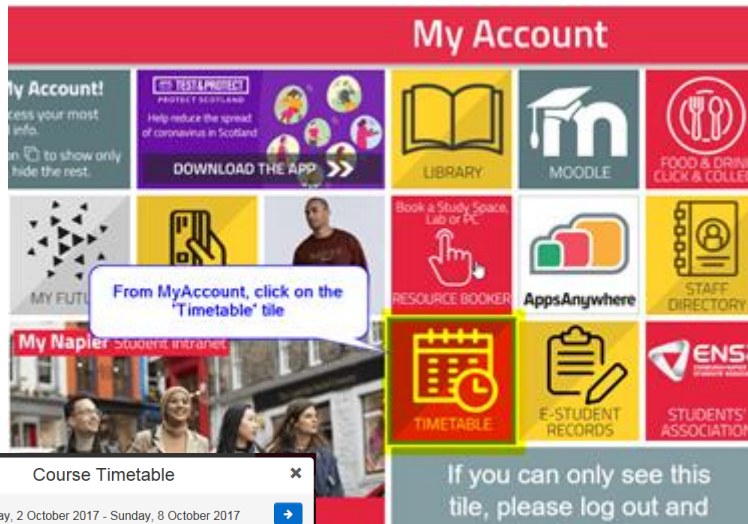 My Account
My Account!
cess your most
info.
on to show only
hide the rest.
TEST & PROTECT
PROTECT SCOTLAND
Help reduce the spread
of coronavirus in Scotland
DOWNLOAD THE APP
LIBRARY
MOODLE
FOOD & DRIN
CLICK & COLLEC
MY FUTU
Book a Study Space,
Lab or PC
RESOURCE BOOKER
AppsAnywhere
STAFF
DIRECTORY
From MyAccount, click on the
"Timetable" tile
My Napier Student Intranet
TIMETABLE
E-STUDENT
RECORDS
ENS
STUDENTS'
ASSOCIATION
Course Timetable
ay, 2 October 2017 - Sunday, 8 October 2017
If you can only see this
tile, please log out and